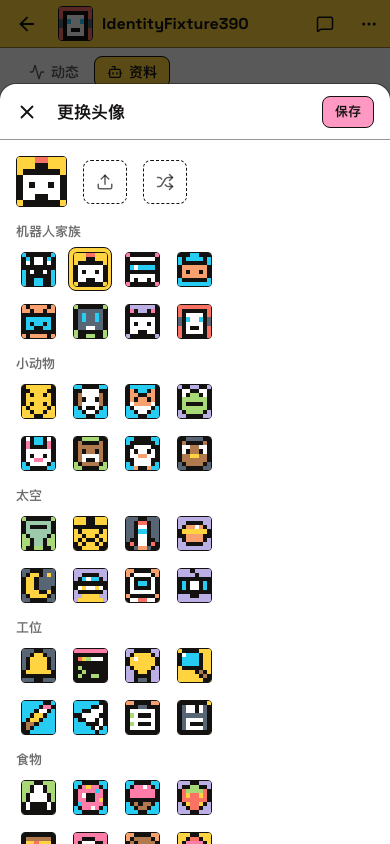 IdentityFixture390
动态
资料
更换头像
保存
机器人家族
小动物
太空
工位
食物